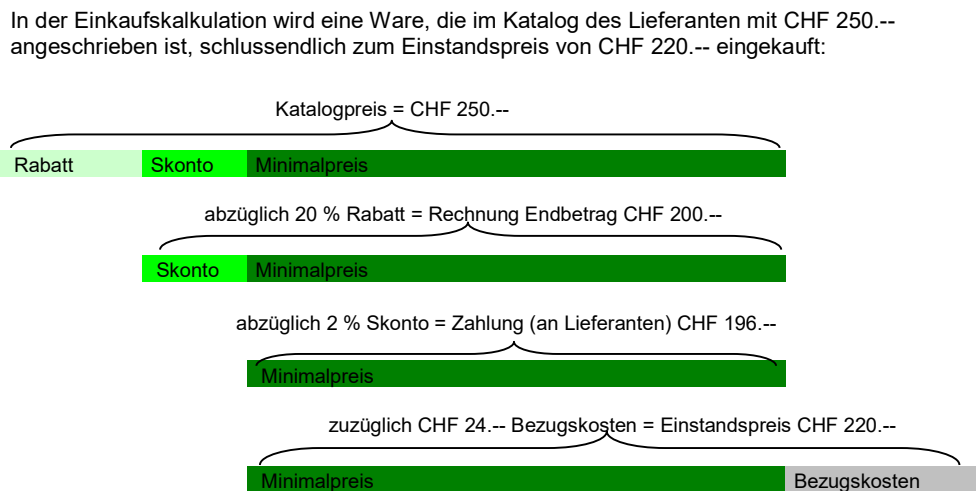 In der Einkaufskalkulation wird eine Ware, die im Katalog des Lieferanten mit CHF 250.--
angeschrieben ist, schlussendlich zum Einstandspreis von CHF 220.-- eingekauft:
Katalogpreis = CHF 250.--
Rabatt Skonto Minimalpreis
abzüglich 20 % Rabatt = Rechnung Endbetrag CHF 200.--
Skonto Minimalpreis
abzüglich 2 % Skonto = Zahlung (an Lieferanten) CHF 196.--
Minimalpreis
zuzüglich CHF 24.-- Bezugskosten = Einstandspreis CHF 220.--
Minimalpreis Bezugskosten